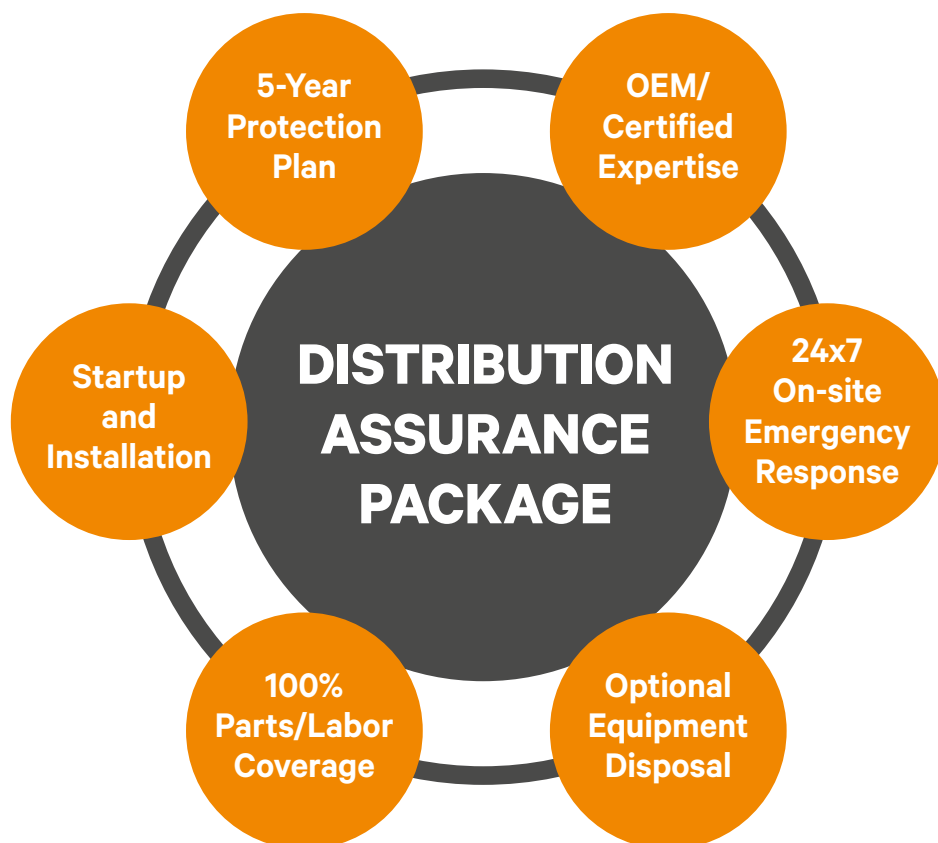 5-Year
Protection
Plan
OEM/
Certified
Expertise
Startup
and
Installation
DISTRIBUTION
ASSURANCE
PACKAGE
24x7
On-site
Emergency
Response
100%
Parts/Labor
Coverage
Optional
Equipment
Disposal